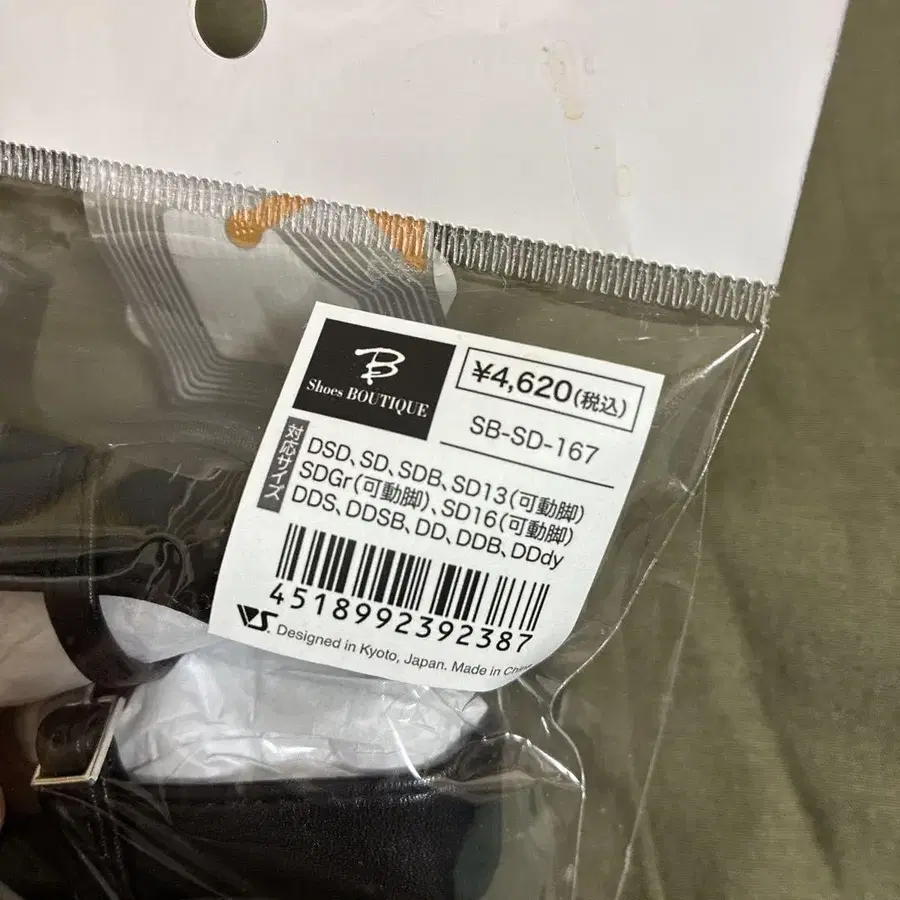 B
Shoes BOUTIQUE
¥4,620(税込)
SB-SD-167
対応サイズ
DSD、SD、SDB、SD13(可動脚)
SDGr(可動脚)、SD16(可動脚)
DDS、DDSB、DD、DDB、DDdy
4518992392387
VS. Designed in Kyoto, Japan. Made in China